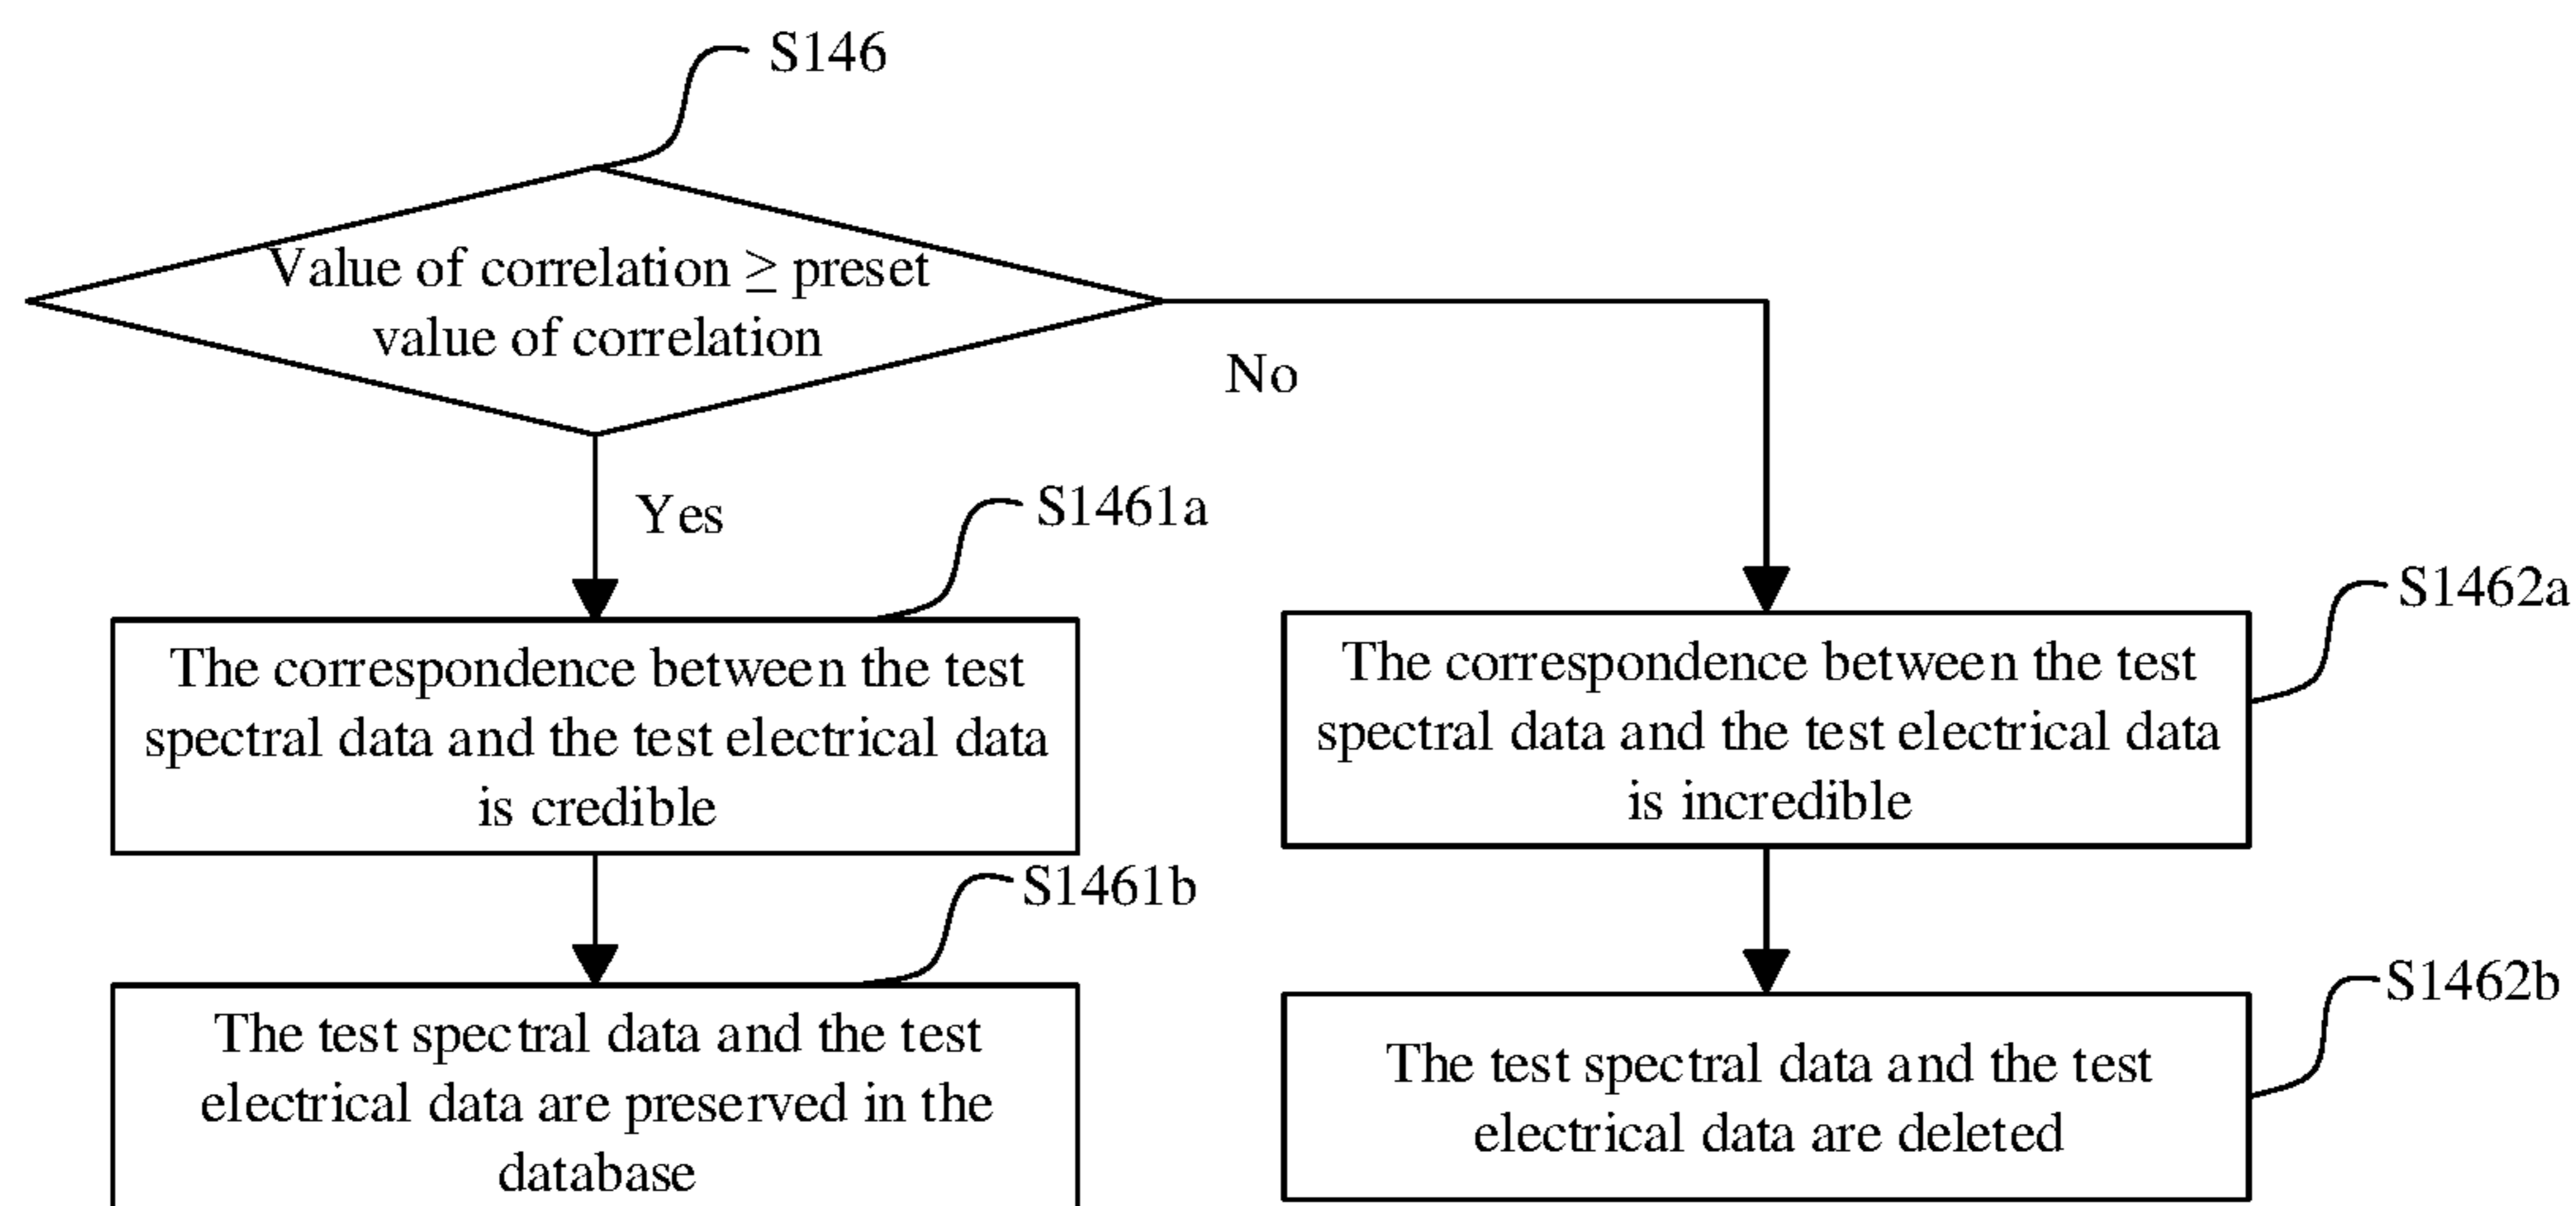 S146
Value of correlation ≥ preset
value of correlation
No
Yes
S1461a
The correspondence between the test
spectral data and the test electrical data
is credible
S1462a
The correspondence between the test
spectral data and the test electrical data
is incredible
S1461b
The test spectral data and the test
electrical data are preserved in the
database
S1462b
The test spectral data and the test
electrical data are deleted